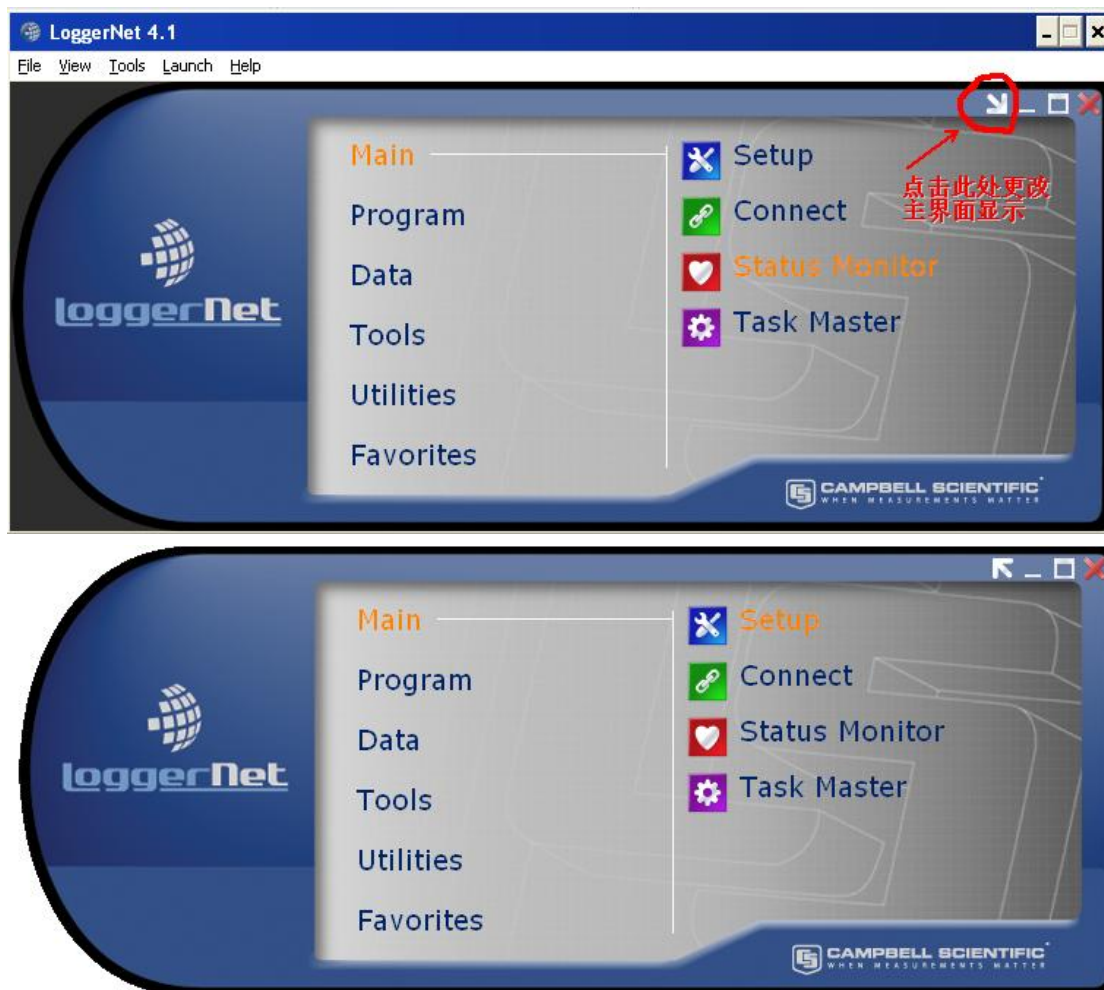 LoggerNet 4.1
File View Tools Launch Help
Main
Program
Data
Tools
Utilities
Favorites
Setup
Connect
Status Monitor
Task Master
点击此处更改
主界面显示
LoggerNet
CAMPBELL SCIENTIFIC
WHEN MEASUREMENTS MATTER
Main
Program
Data
Tools
Utilities
Favorites
Setup
Connect
Status Monitor
Task Master
LoggerNet
CAMPBELL SCIENTIFIC
WHEN MEASUREMENTS MATTER